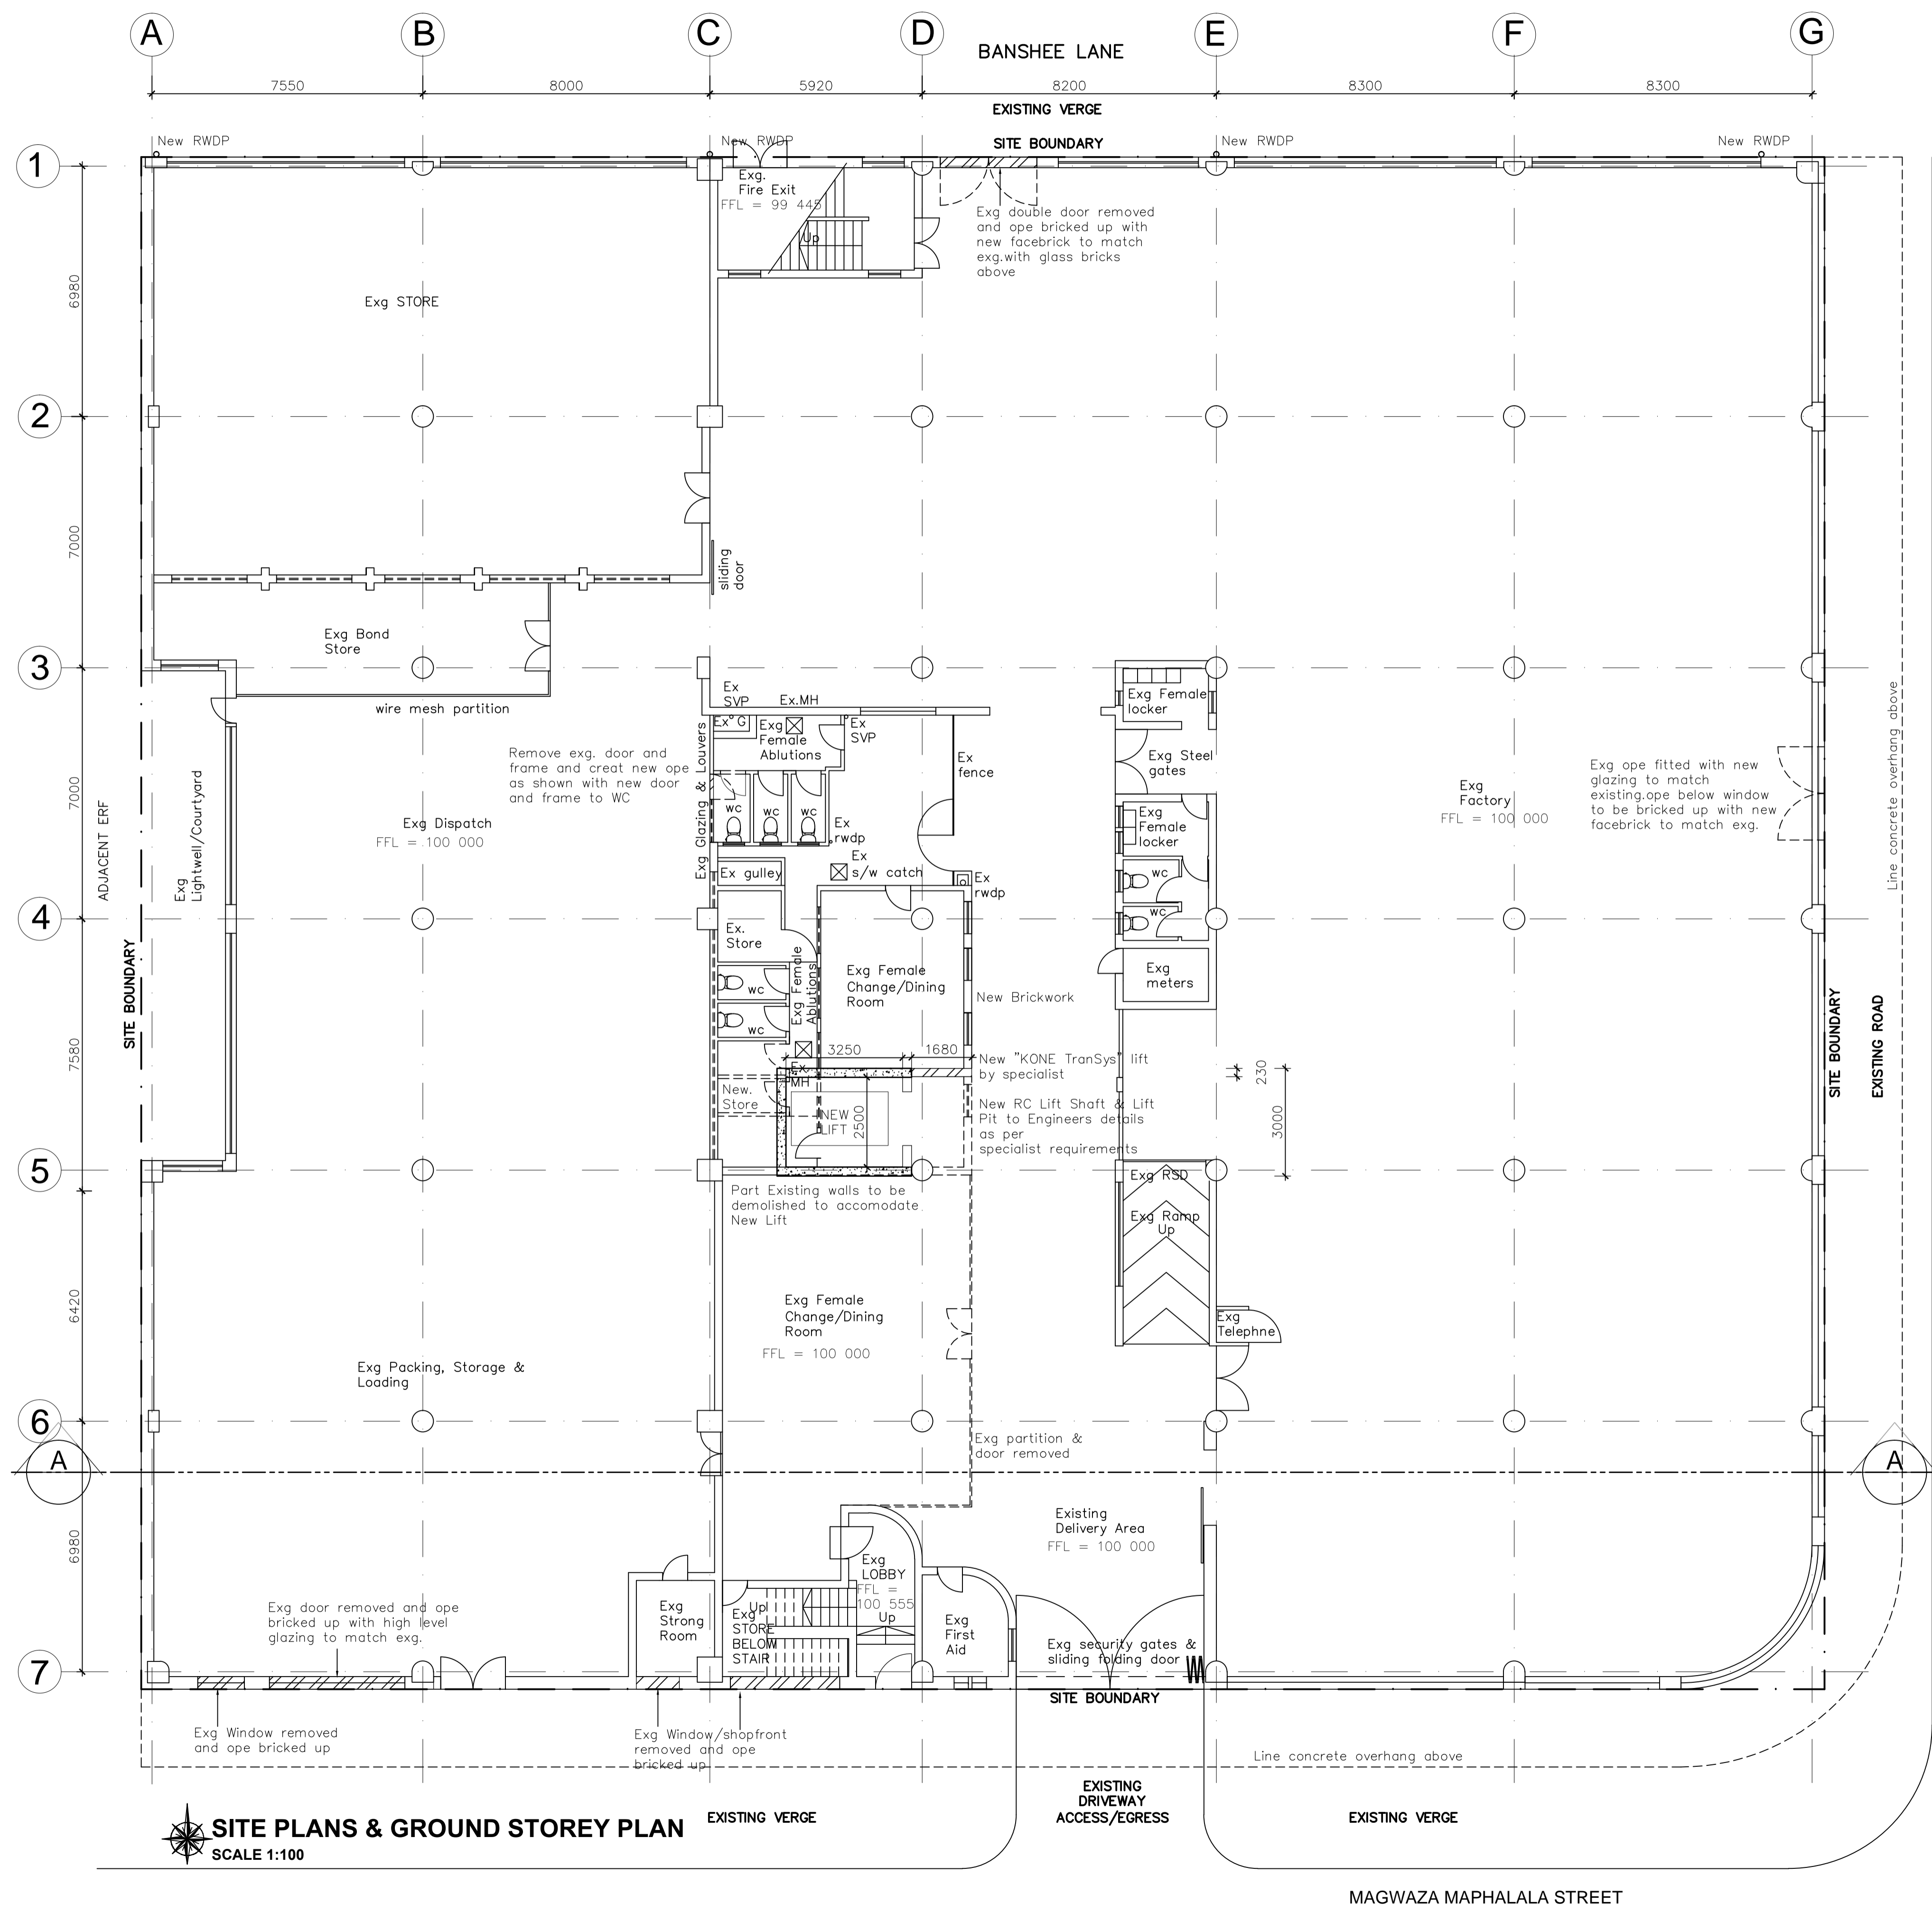 A
B
C
D
E
F
G
BANSHEE LANE
7550
8000
5920
8200
8300
8300
EXISTING VERGE
SITE BOUNDARY
New RWDP
New RWDP
New RWDP
New RWDP
1
Exg.
Fire Exit
FFL = 99 445
Up
Exg double door removed
and ope bricked up with
new facebrick to match
exg.with glass bricks
above
6980
Exg STORE
2
7000
sliding
door
Exg Bond
Store
3
wire mesh partition
Ex
SVP
Ex.MH
Ex G
Exg
Female
Ablutions
Ex
SVP
Exg Female
locker
Exg Steel
gates
Ex
fence
Remove exg. door and
frame and creat new ope
as shown with new door
and frame to WC
Exg Glazing & Louvers
WC
WC
WC
Ex
rwdp
7000
ADJACENT ERF
Exg
Lightwell/Courtyard
Exg Dispatch
FFL = 100 000
Exg
Female
locker
Exg
Factory
FFL = 100 000
Exg ope fitted with new
glazing to match
existing.ope below window
to be bricked up with new
facebrick to match exg.
Line concrete overhang above
Ex gulley
Ex
s/w catch
Ex
rwdp
WC
WC
4
Ex.
Store
Exg Female
Ablutions
Exg Female
Change/Dining
Room
Exg
meters
WC
WC
New Brickwork
SITE BOUNDARY
SITE BOUNDARY
EXISTING ROAD
7580
3250
1680
Ex.
MH
New "KONE TranSys" lift
by specialist
230
New.
Store
NEW
LIFT
2500
New RC Lift Shaft & Lift
Pit to Engineers details
as per
specialist requirements
3000
5
Exg RSD
Exg Ramp
Up
Part Existing walls to be
demolished to accomodate
New Lift
6420
Exg Female
Change/Dining
Room
FFL = 100 000
Exg
Telephne
Exg Packing, Storage &
Loading
6
Exg partition &
door removed
A
A
6980
Existing
Delivery Area
FFL = 100 000
Exg
LOBBY
FFL =
100 555
Up
Up
Exg
STORE
BELOW
STAIR
Exg
Strong
Room
Exg
First
Aid
Exg door removed and ope
bricked up with high level
glazing to match exg.
Exg security gates &
sliding folding door
7
SITE BOUNDARY
Exg Window removed
and ope bricked up
Exg Window/shopfront
removed and ope
bricked up
Line concrete overhang above
EXISTING
DRIVEWAY
ACCESS/EGRESS
EXISTING VERGE
EXISTING VERGE
SITE PLANS & GROUND STOREY PLAN
SCALE 1:100
MAGWAZA MAPHALALA STREET